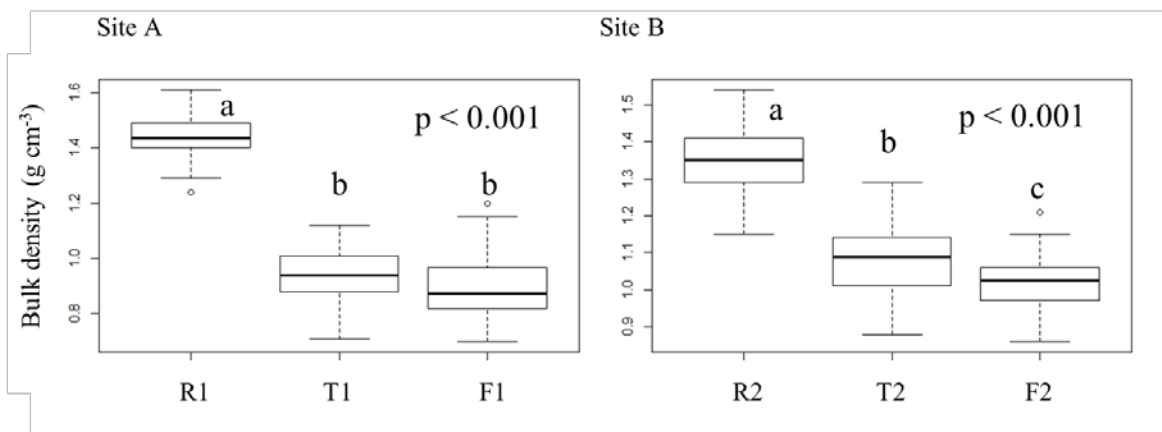 Site A
Site B
Bulk density (g cm-3)
1.6
1.4
1.2
1.0
0.8
a
b
b
p < 0.001
R1
T1
F1
1.5
1.4
1.3
1.2
1.1
1.0
0.9
a
b
c
p < 0.001
R2
T2
F2